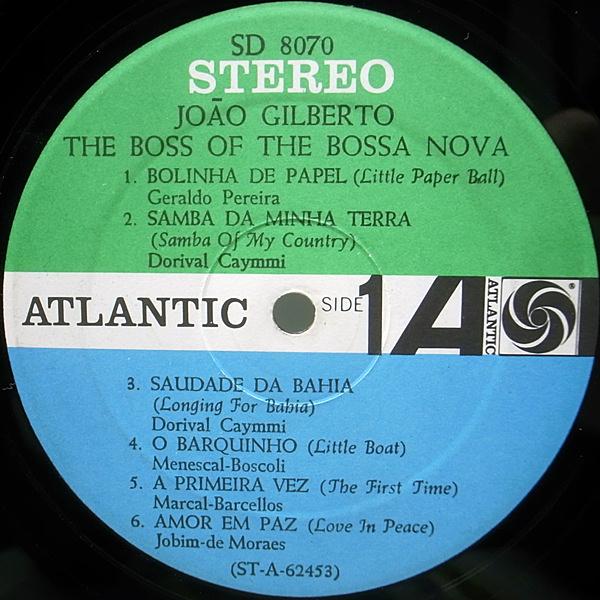 SD 8070
STEREO
JOÃO GILBERTO
THE BOSS OF THE BOSSA NOVA
1. BOLINHA DE PAPEL (Little Paper Ball)
Geraldo Pereira
2. SAMBA DA MINHA TERRA
(Samba Of My Country)
Dorival Caymmi
ATLANTIC SIDE 1 A ATLANTIC ®
3. SAUDADE DA BAHIA
(Longing For Bahia)
Dorival Caymmi
4. O BARQUINHO (Little Boat)
Menescal-Boscoli
5. A PRIMEIRA VEZ (The First Time)
Marcal-Barcellos
6. AMOR EM PAZ (Love In Peace)
Jobim-de Moraes
(ST-A-62453)